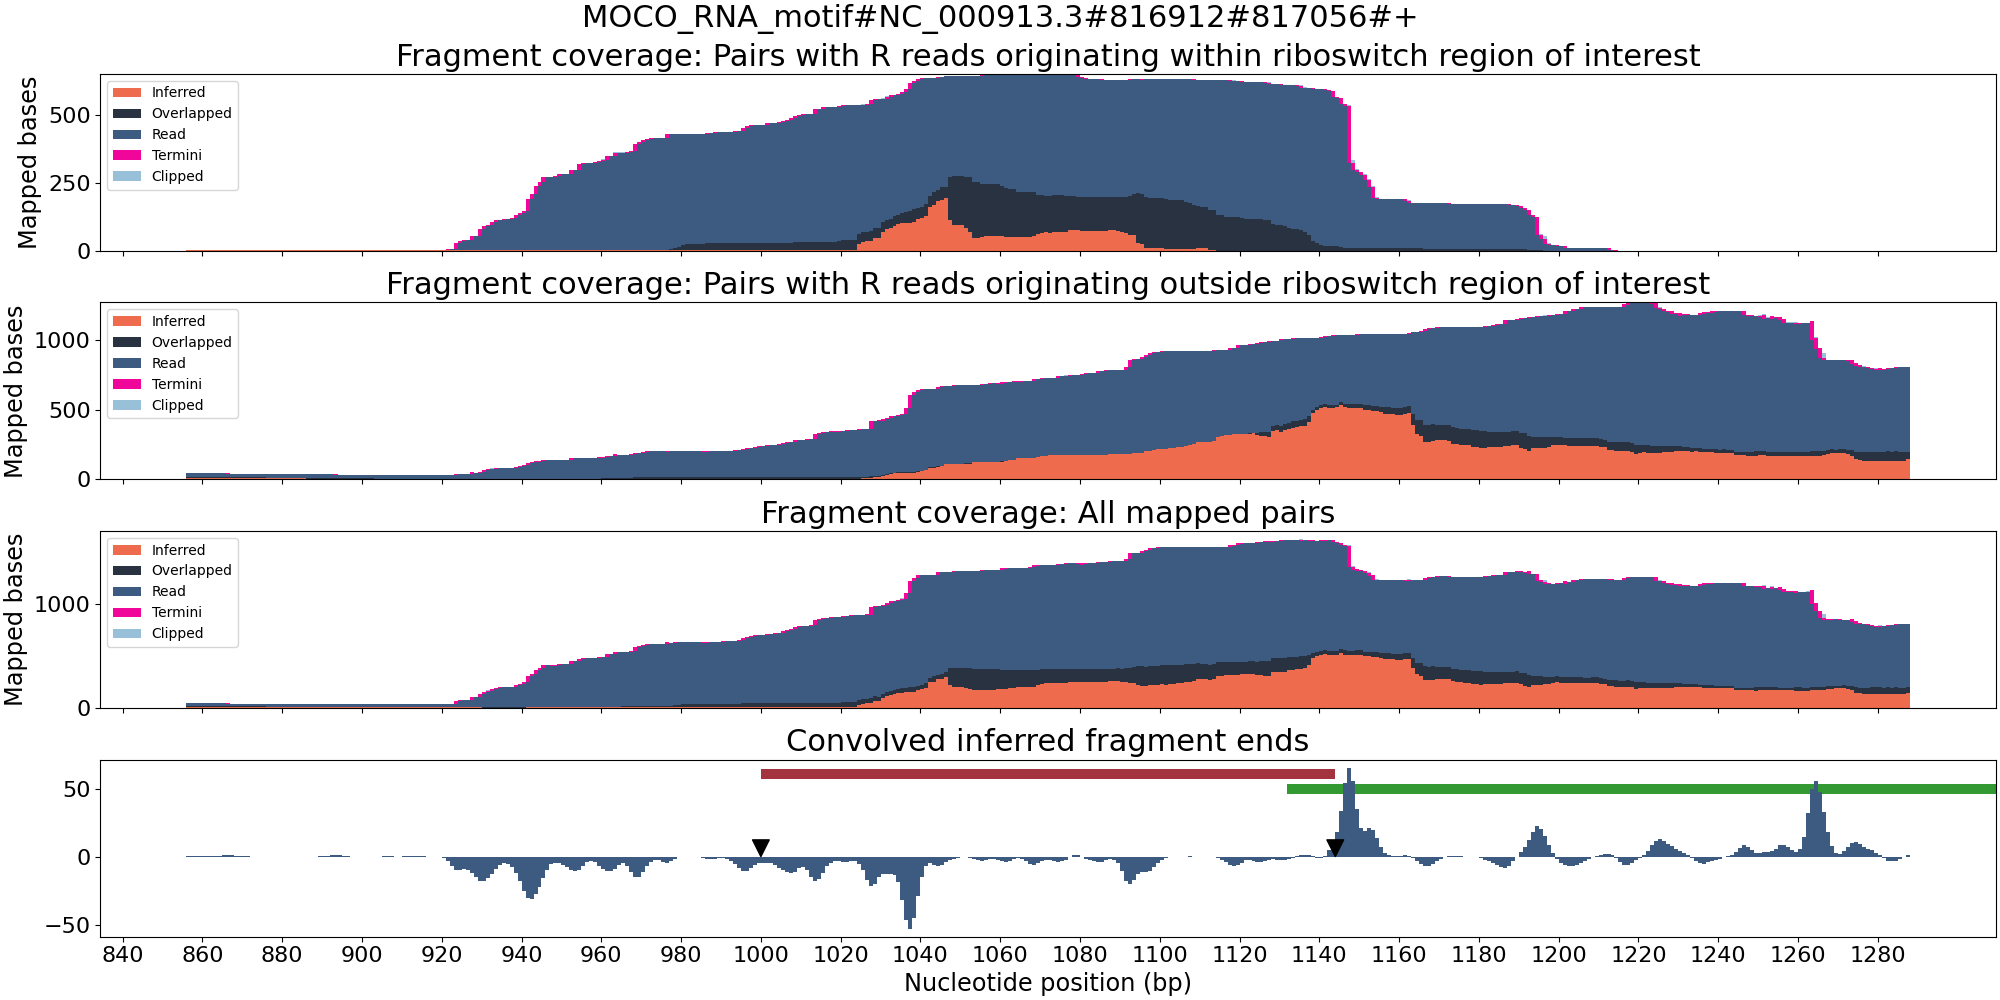 MOCO_RNA_motif#NC_000913.3#816912#817056#+
Fragment coverage: Pairs with R reads originating within riboswitch region of interest
Mapped bases
500
250
0
Inferred
Overlapped
Read
Termini
Clipped
Fragment coverage: Pairs with R reads originating outside riboswitch region of interest
Mapped bases
1000
500
0
Inferred
Overlapped
Read
Termini
Clipped
Fragment coverage: All mapped pairs
Mapped bases
1000
0
Inferred
Overlapped
Read
Termini
Clipped
Convolved inferred fragment ends
50
0
−50
840 860 880 900 920 940 960 980 1000 1020 1040 1060 1080 1100 1120 1140 1160 1180 1200 1220 1240 1260 1280
Nucleotide position (bp)